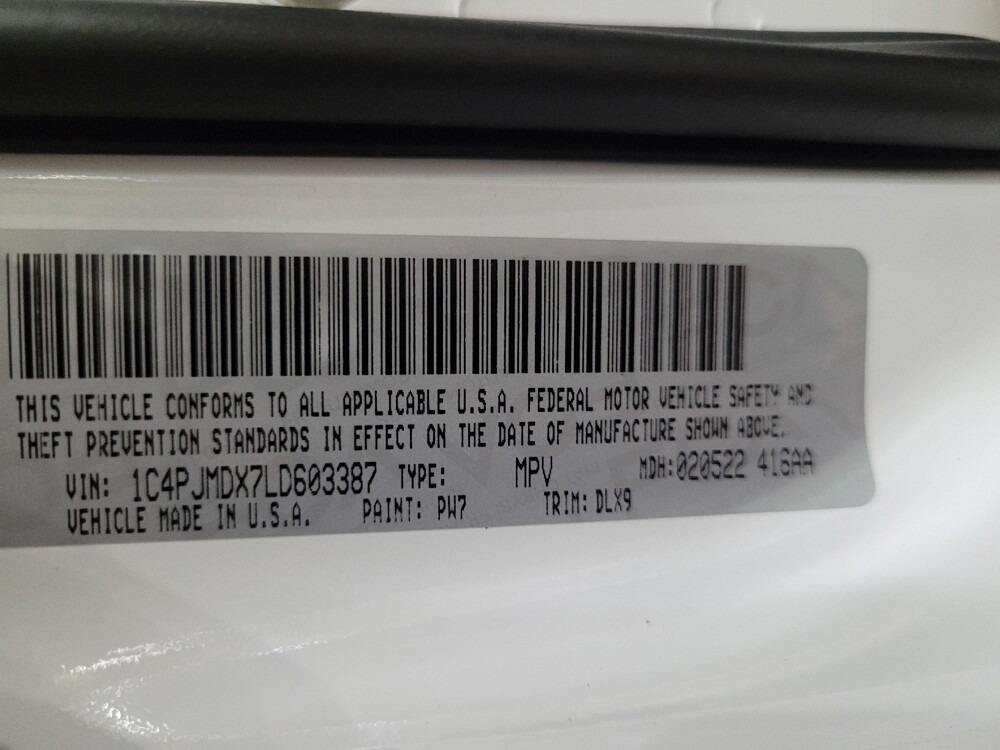 THIS VEHICLE CONFORMS TO ALL APPLICABLE U.S.A. FEDERAL MOTOR VEHICLE SAFETY AND
THEFT PREVENTION STANDARDS IN EFFECT ON THE DATE OF MANUFACTURE SHOWN ABOVE.
VIN: 1C4PJMDX7LD603387 TYPE: MPV MDH:020522 416AA
VEHICLE MADE IN U.S.A. PAINT: PW7 TRIM: DLX9